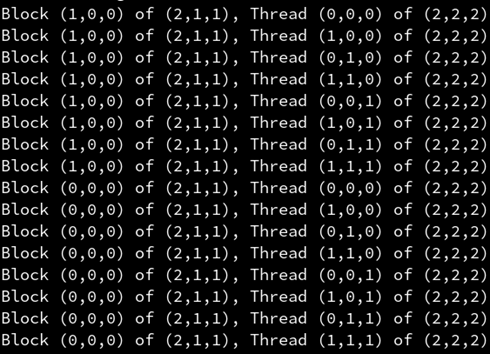 Block (1,0,0) of (2,1,1), Thread (0,0,0) of (2,2,2)
Block (1,0,0) of (2,1,1), Thread (1,0,0) of (2,2,2)
Block (1,0,0) of (2,1,1), Thread (0,1,0) of (2,2,2)
Block (1,0,0) of (2,1,1), Thread (1,1,0) of (2,2,2)
Block (1,0,0) of (2,1,1), Thread (0,0,1) of (2,2,2)
Block (1,0,0) of (2,1,1), Thread (1,0,1) of (2,2,2)
Block (1,0,0) of (2,1,1), Thread (0,1,1) of (2,2,2)
Block (1,0,0) of (2,1,1), Thread (1,1,1) of (2,2,2)
Block (0,0,0) of (2,1,1), Thread (0,0,0) of (2,2,2)
Block (0,0,0) of (2,1,1), Thread (1,0,0) of (2,2,2)
Block (0,0,0) of (2,1,1), Thread (0,1,0) of (2,2,2)
Block (0,0,0) of (2,1,1), Thread (1,1,0) of (2,2,2)
Block (0,0,0) of (2,1,1), Thread (0,0,1) of (2,2,2)
Block (0,0,0) of (2,1,1), Thread (1,0,1) of (2,2,2)
Block (0,0,0) of (2,1,1), Thread (0,1,1) of (2,2,2)
Block (0,0,0) of (2,1,1), Thread (1,1,1) of (2,2,2)